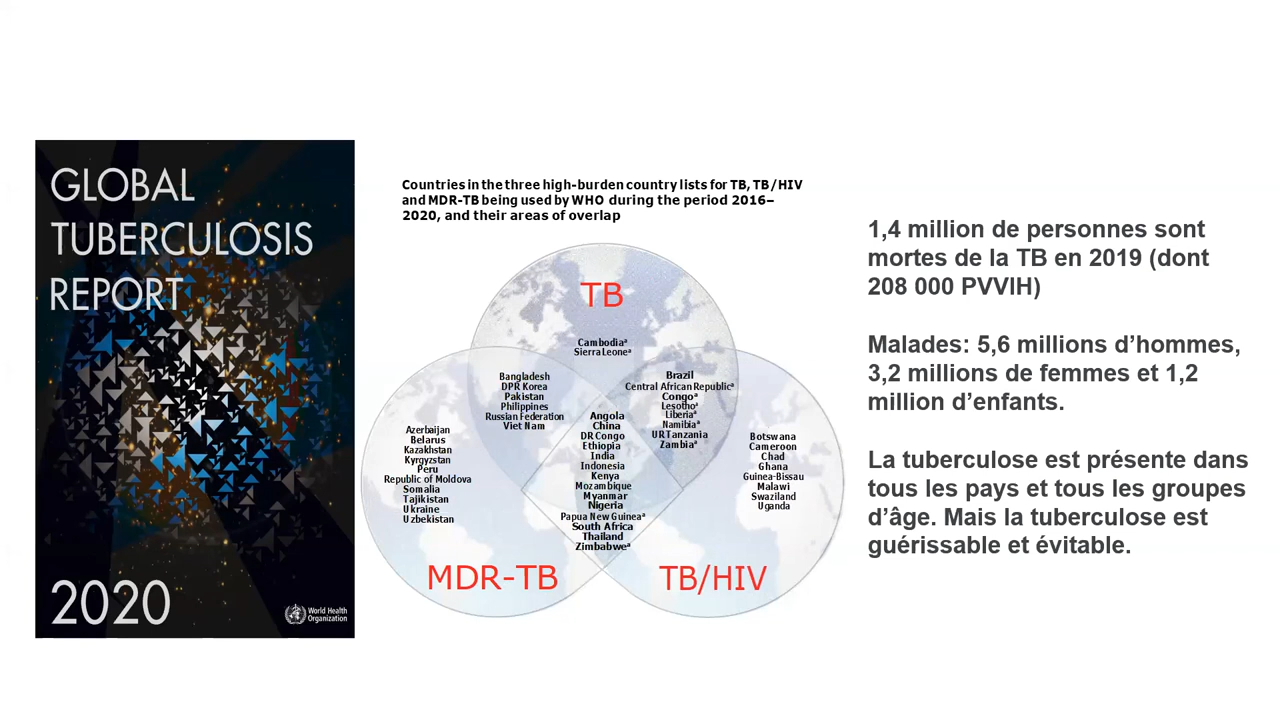 GLOBAL
TUBERCULOSIS
REPORT
2020
World Health
Organization
Countries in the three high-burden country lists for TB, TB/HIV
and MDR-TB being used by WHO during the period 2016–
2020, and their areas of overlap
TB
Cambodiaª
Sierra Leoneª
Bangladesh
DPR Korea
Pakistan
Philippines
Russian Federation
Viet Nam
Brazil
Central African Republicª
Congoª
Lesothoª
Liberiaª
Namibiaª
UR Tanzania
Zambiaª
Angola
China
DR Congo
Ethiopia
India
Indonesia
Kenya
Mozambique
Myanmar
Nigeria
Papua New Guineaª
South Africa
Thailand
Zimbabweª
Azerbaijan
Belarus
Kazakhstan
Kyrgyzstan
Peru
Republic of Moldova
Somalia
Tajikistan
Ukraine
Uzbekistan
Botswana
Cameroon
Chad
Ghana
Guinea-Bissau
Malawi
Swaziland
Uganda
MDR-TB
TB/HIV
1,4 million de personnes sont
mortes de la TB en 2019 (dont
208 000 PVVIH)
Malades: 5,6 millions d’hommes,
3,2 millions de femmes et 1,2
million d’enfants.
La tuberculose est présente dans
tous les pays et tous les groupes
d’âge. Mais la tuberculose est
guérissable et évitable.